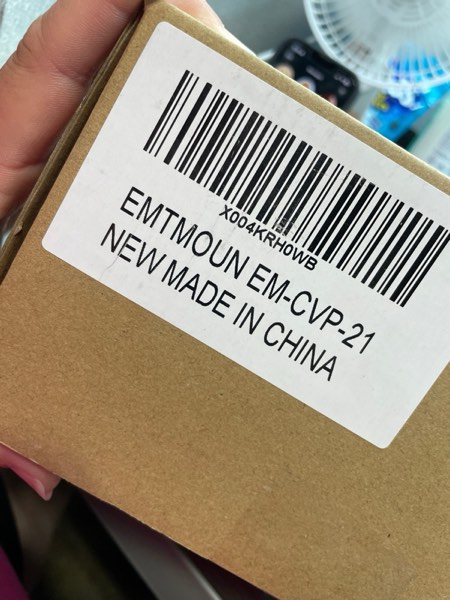 X004KRH0WB
EMTMOUN EM-CVP-21
NEW MADE IN CHINA